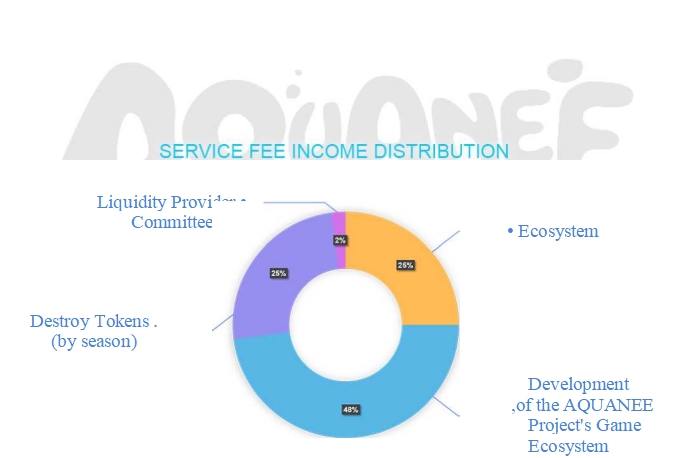 AQUANEE
SERVICE FEE INCOME DISTRIBUTION
Liquidity Provider •
Committee
2%
25%
25%
• Ecosystem
Destroy Tokens .
(by season)
48%
Development
,of the AQUANEE
Project's Game
Ecosystem